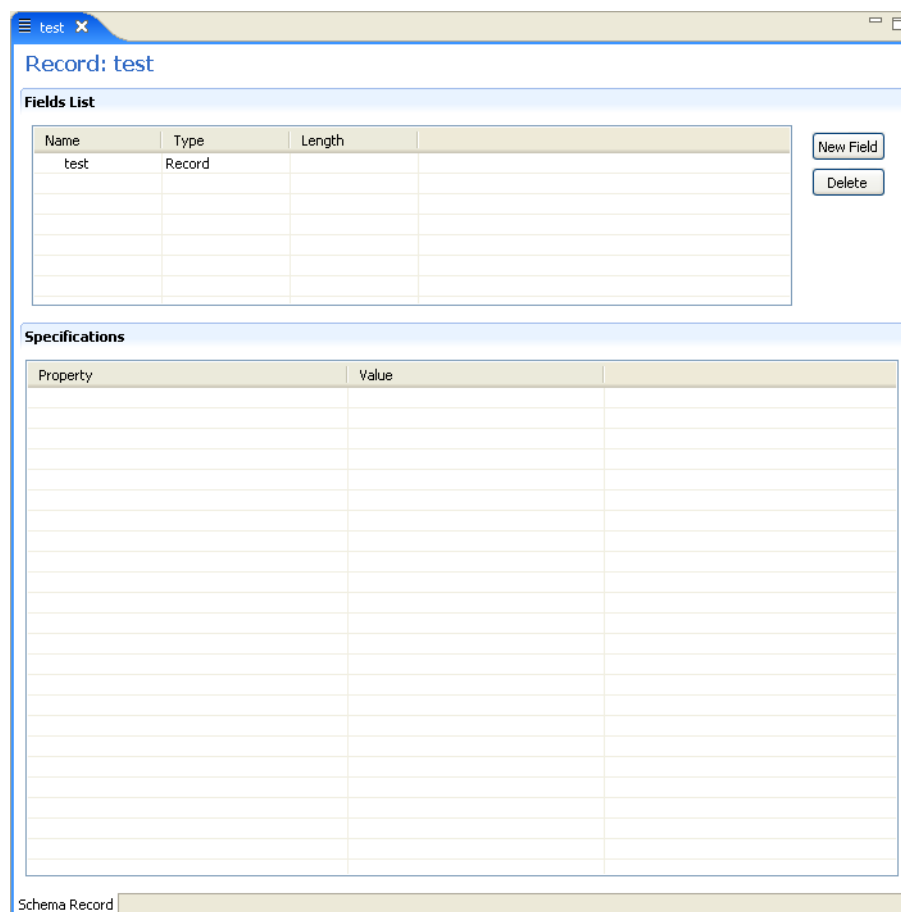 test
Record: test
Fields List
Name Type Length
test Record
New Field
Delete
Specifications
Property Value
Schema Record